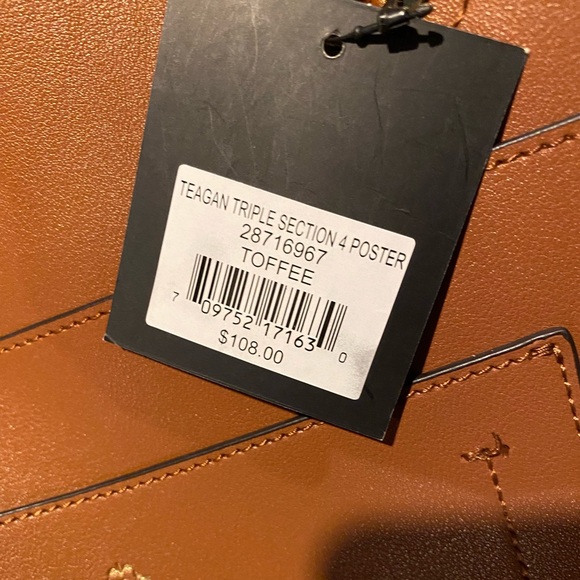 TEAGAN TRIPLE SECTION 4 POSTER
28716967
TOFFEE
7 09752 17163 0
$108.00